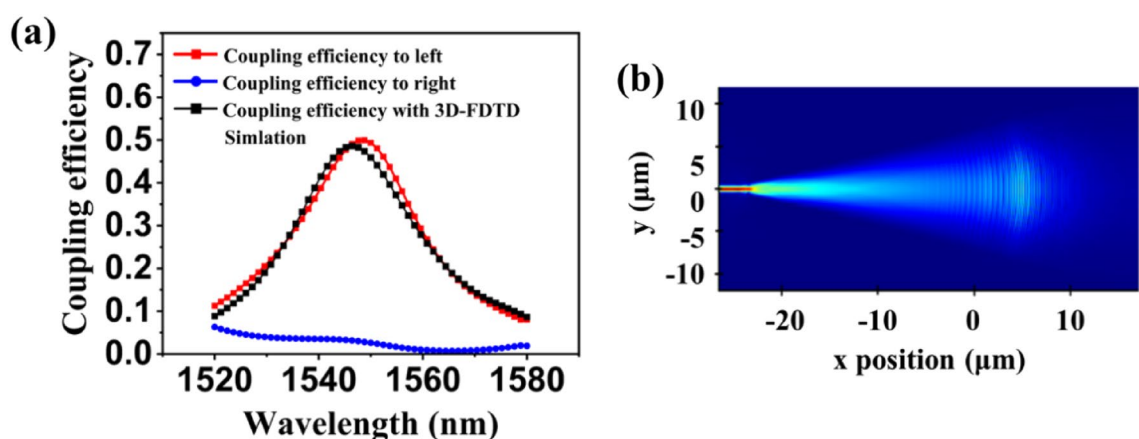 (a)
Coupling efficiency
0.7
0.6
0.5
0.4
0.3
0.2
0.1
0.0
Coupling efficiency to left
Coupling efficiency to right
Coupling efficiency with 3D-FDTD
Simlation
1520 1540 1560 1580
Wavelength (nm)
(b)
y (μm)
10
5
0
-5
-10
-20 -10 0 10
x position (μm)